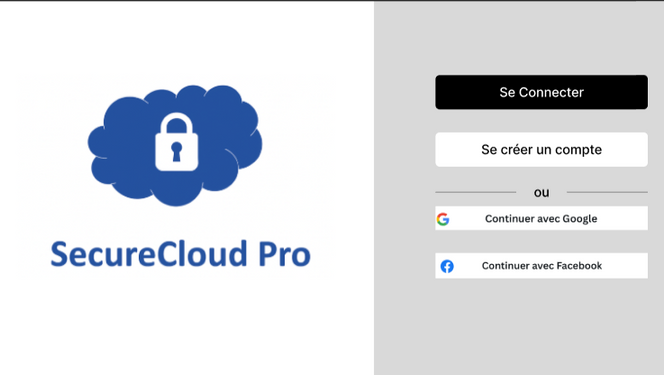 SecureCloud Pro
Se Connecter
Se créer un compte
ou
Continuer avec Google
Continuer avec Facebook